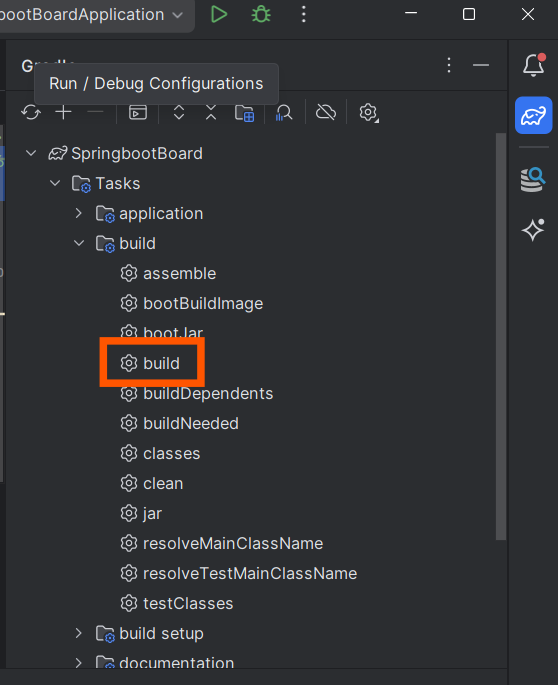 bootBoardApplication
Gradle
Run / Debug Configurations
SpringbootBoard
Tasks
application
build
assemble
bootBuildImage
bootJar
build
buildDependents
buildNeeded
classes
clean
jar
resolveMainClassName
resolveTestMainClassName
testClasses
build setup
documentation